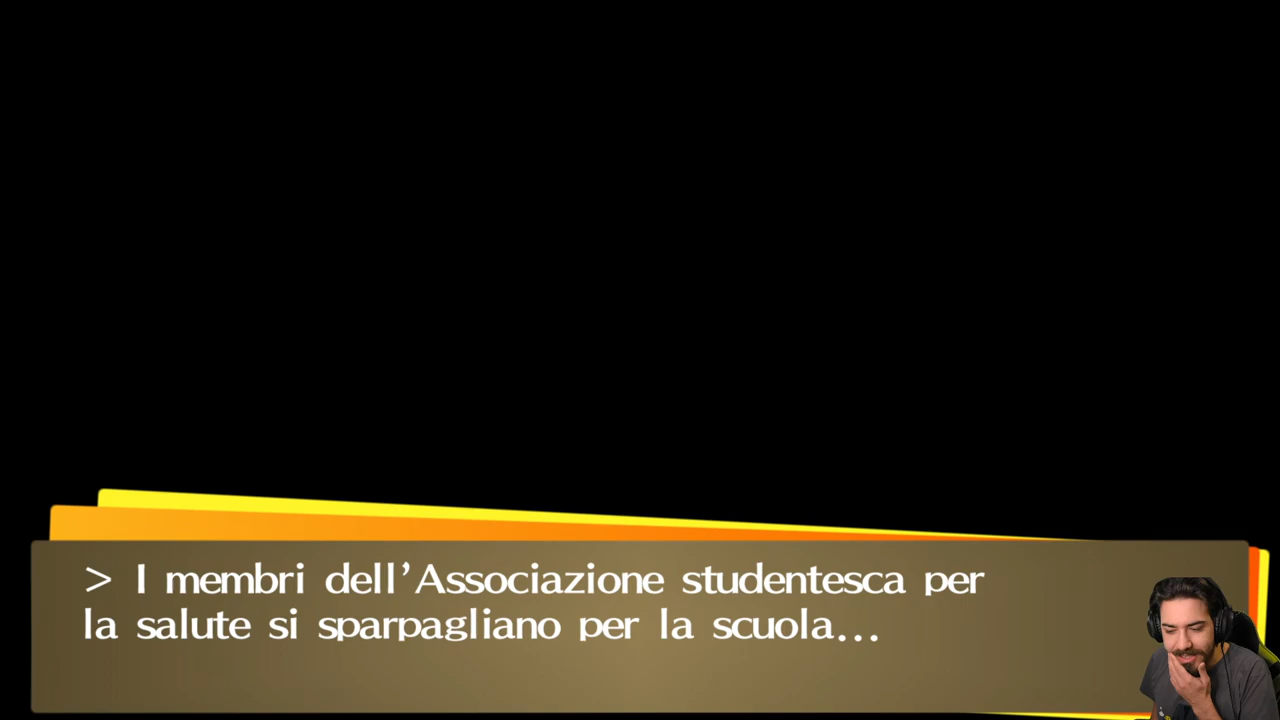 > I membri dell’Associazione studentesca per
la salute si sparpagliano per la scuola...